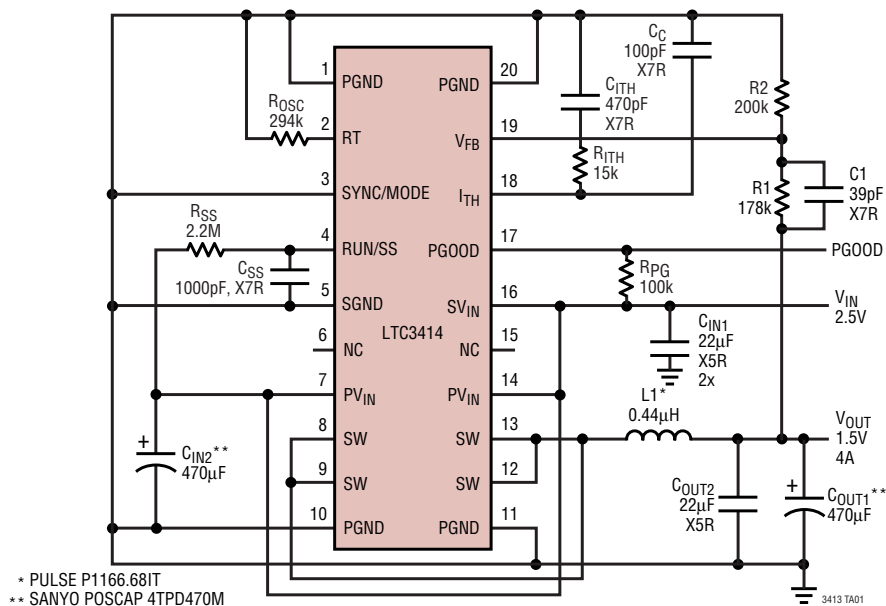 C_C
100pF
X7R
C_ITH
470pF
X7R
R2
200k
1
PGND
PGND
20
R_OSC
294k
2
RT
V_FB
19
R_ITH
15k
3
SYNC/MODE
I_TH
18
R1
178k
C1
39pF
X7R
R_SS
2.2M
4
RUN/SS
PGOOD
17
PGOOD
C_SS
1000pF, X7R
R_PG
100k
5
SGND
SV_IN
16
V_IN
2.5V
LTC3414
6
NC
NC
15
C_IN1
22μF
X5R
2x
7
PV_IN
PV_IN
14
L1*
0.44μH
8
SW
SW
13
V_OUT
1.5V
4A
+
C_IN2**
470μF
9
SW
SW
12
C_OUT2
22μF
X5R
+
C_OUT1**
470μF
10
PGND
PGND
11
* PULSE P1166.68IT
** SANYO POSCAP 4TPD470M
3413 TA01